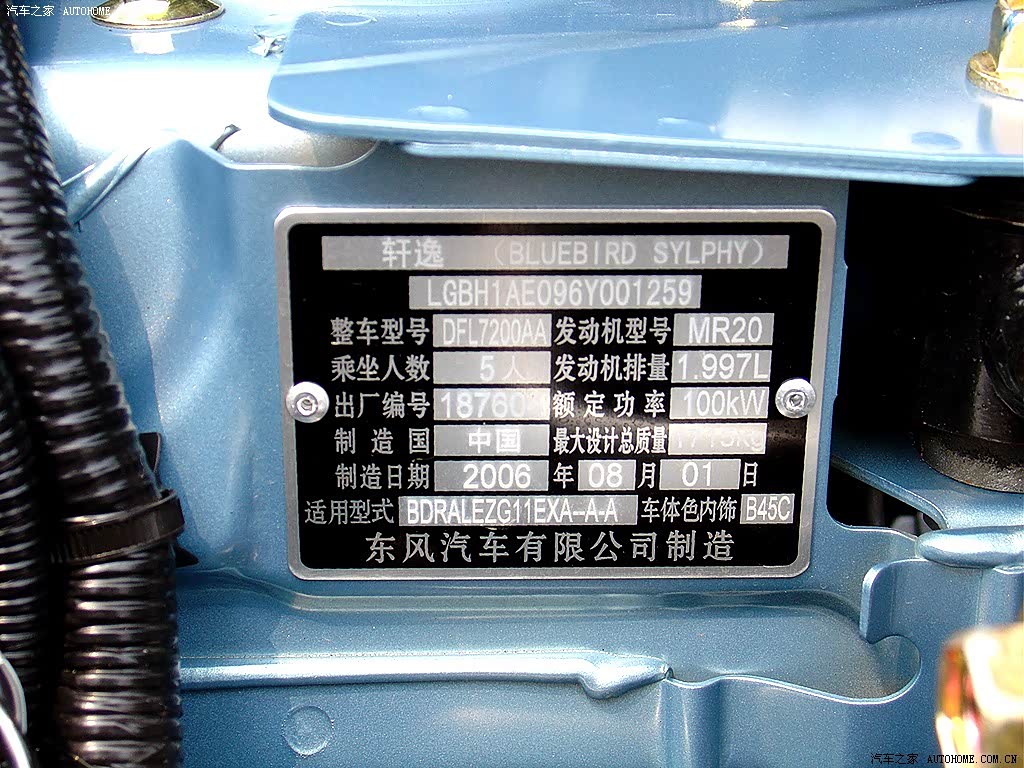 汽车之家 AUTOHOME
轩逸 (BLUEBIRD SYLPHY)
LGBH1AE096Y001259
整车型号 DFL7200AA 发动机型号 MR20
乘坐人数 5人 发动机排量 1.997L
出厂编号 18760 额定功率 100kW
制造国 中国 最大设计总质量
制造日期 2006 年 08 月 01 日
适用型式 BDRALEZG11EXA--A-A 车体色内饰 B45C
东风汽车有限公司制造
汽车之家 AUTOHOME.COM.CN